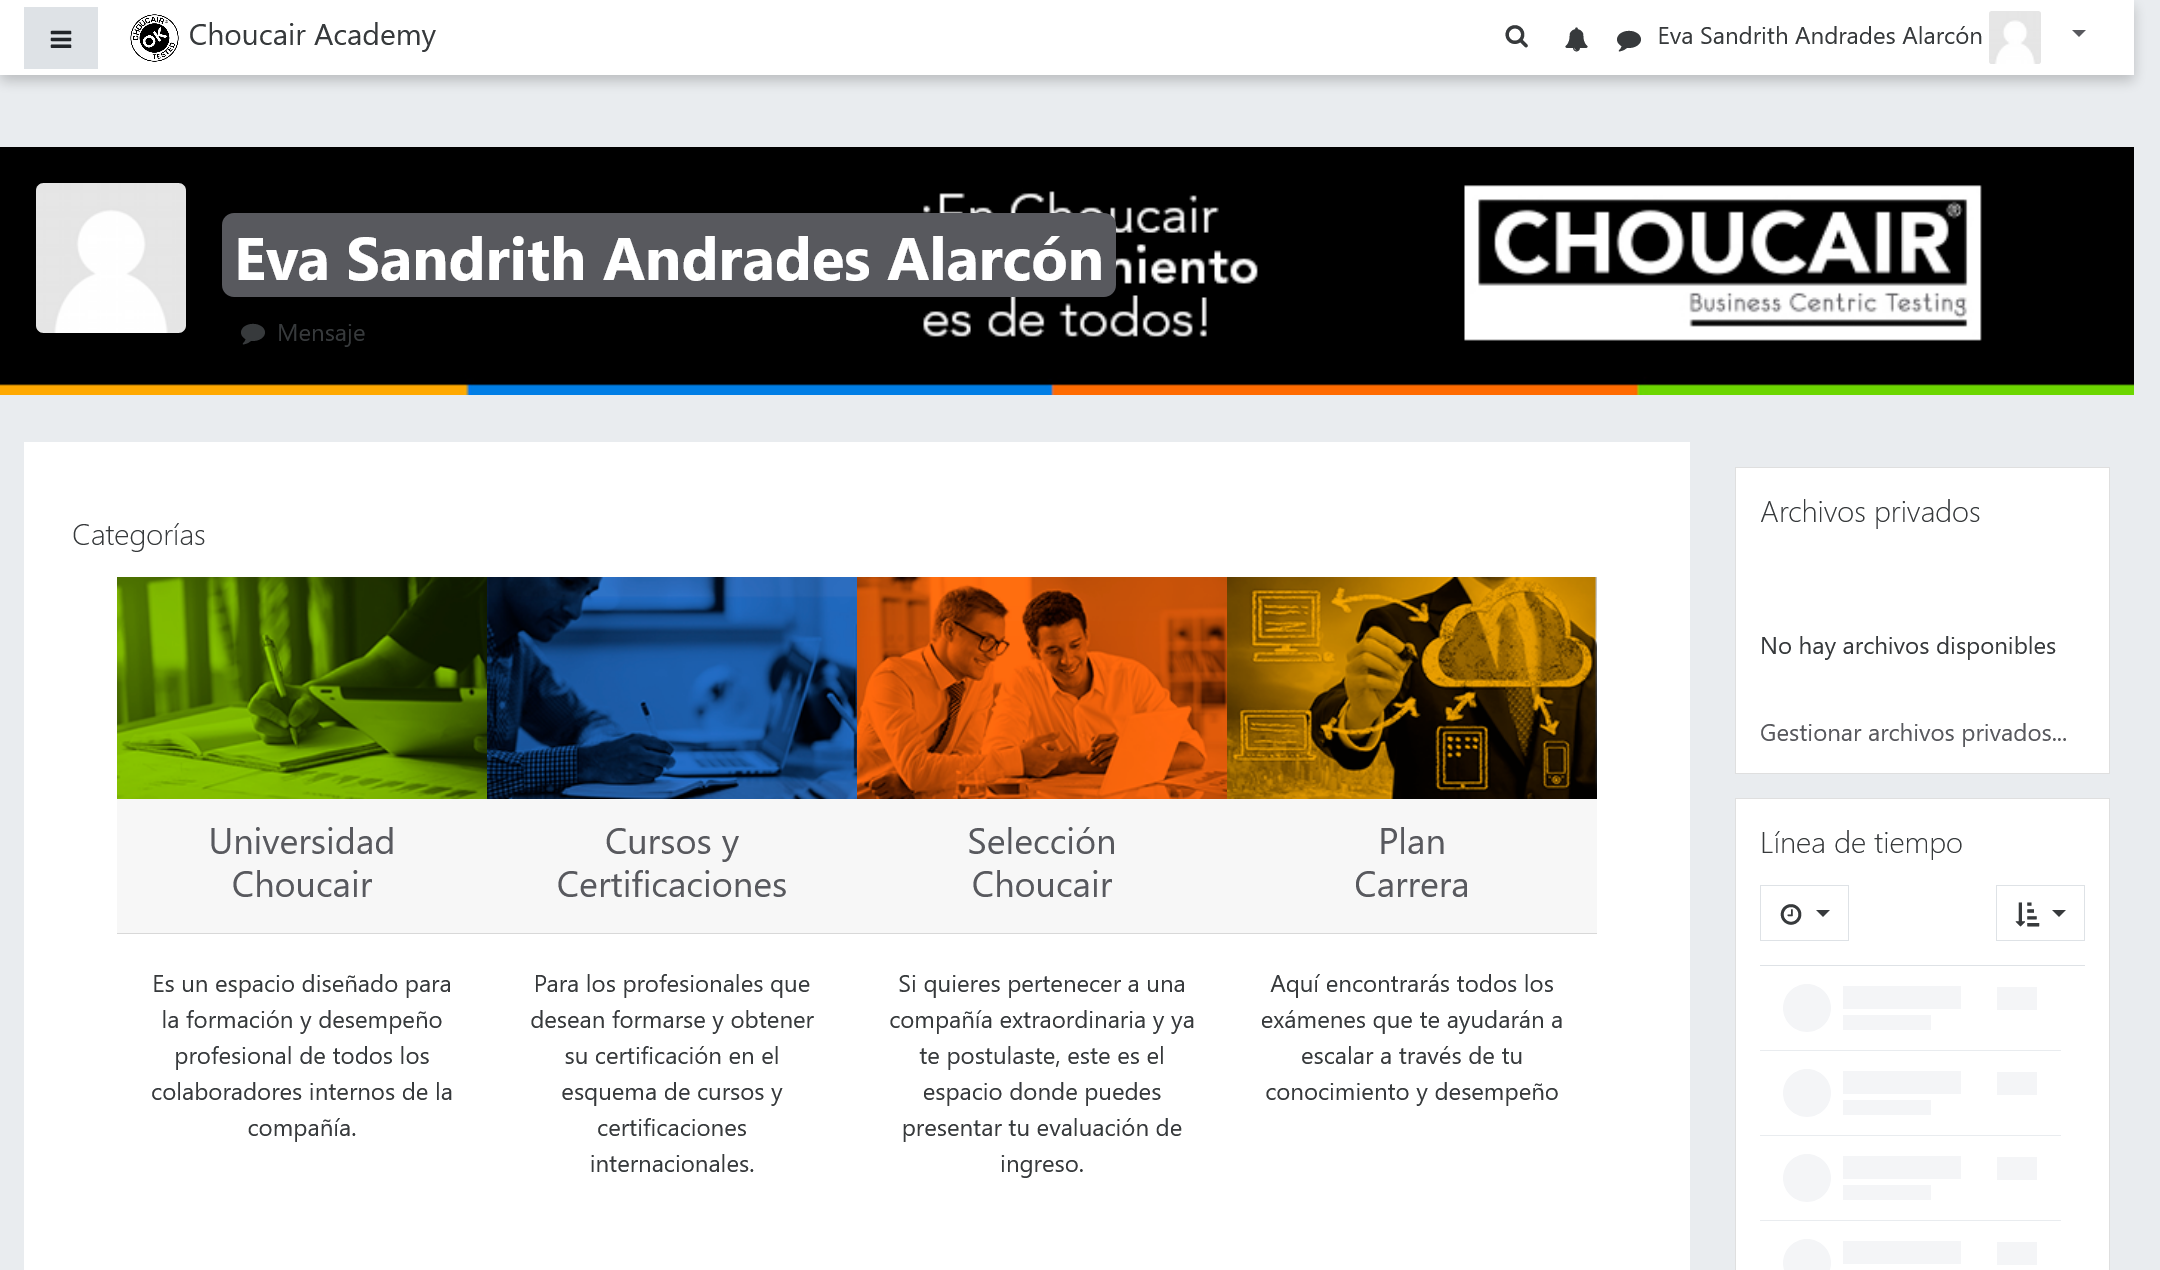 Choucair Academy
Eva Sandrith Andrades Alarcón
Eva Sandrith Andrades Alarcón
Mensaje
¡En Choucair
es de todos!
CHOUCAIR®
Business Centric Testing
Categorías
Universidad
Choucair
Es un espacio diseñado para
la formación y desempeño
profesional de todos los
colaboradores internos de la
compañía.
Cursos y
Certificaciones
Para los profesionales que
desean formarse y obtener
su certificación en el
esquema de cursos y
certificaciones
internacionales.
Selección
Choucair
Si quieres pertenecer a una
compañía extraordinaria y ya
te postulaste, este es el
espacio donde puedes
presentar tu evaluación de
ingreso.
Plan
Carrera
Aquí encontrarás todos los
exámenes que te ayudarán a
escalar a través de tu
conocimiento y desempeño
Archivos privados
No hay archivos disponibles
Gestionar archivos privados...
Línea de tiempo